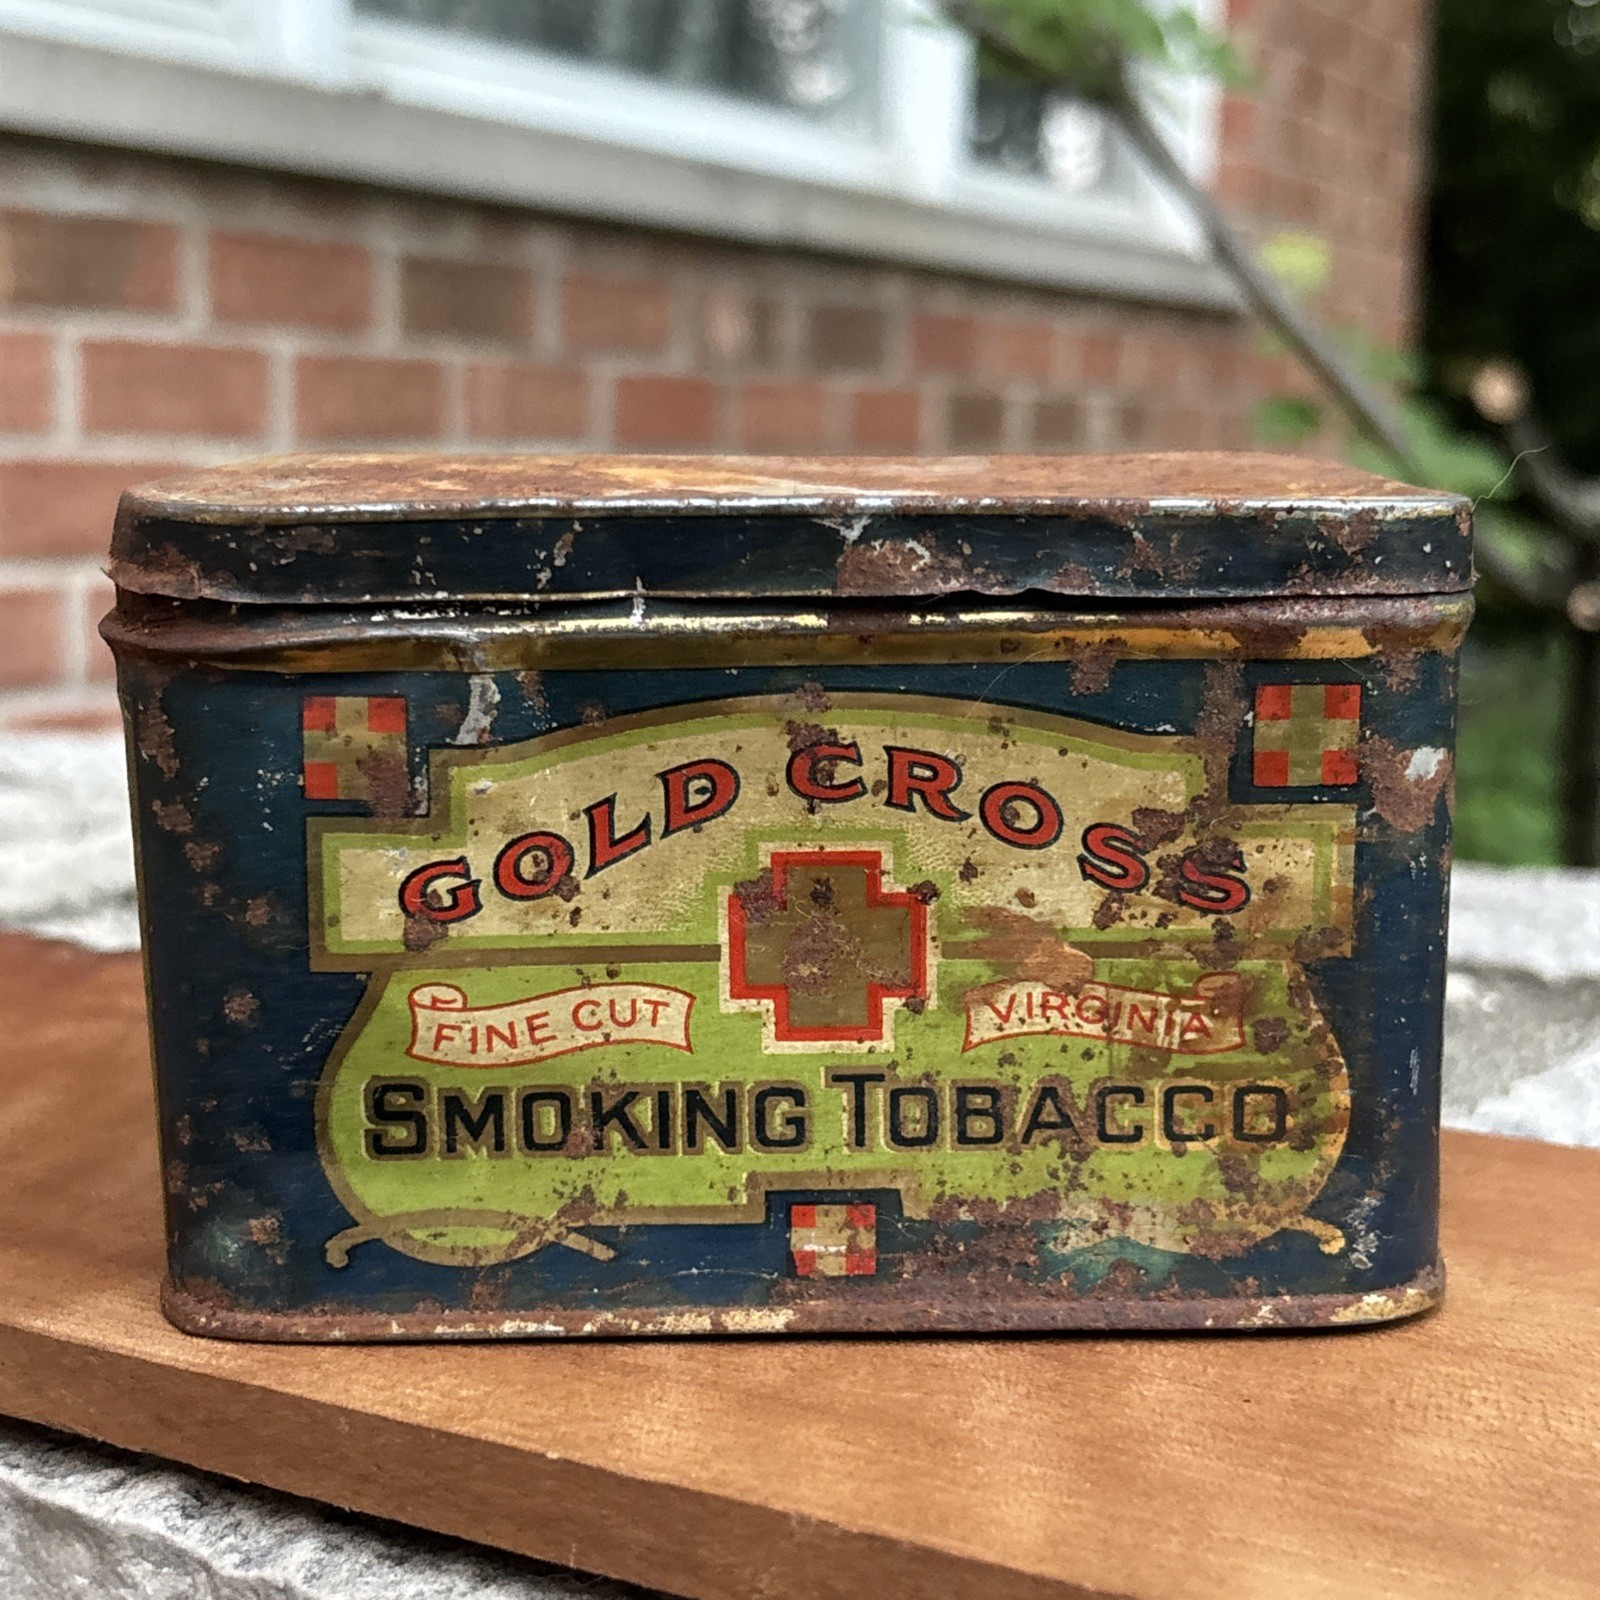 GOLD CROSS
FINE CUT
VIRGINIA
SMOKING TOBACCO